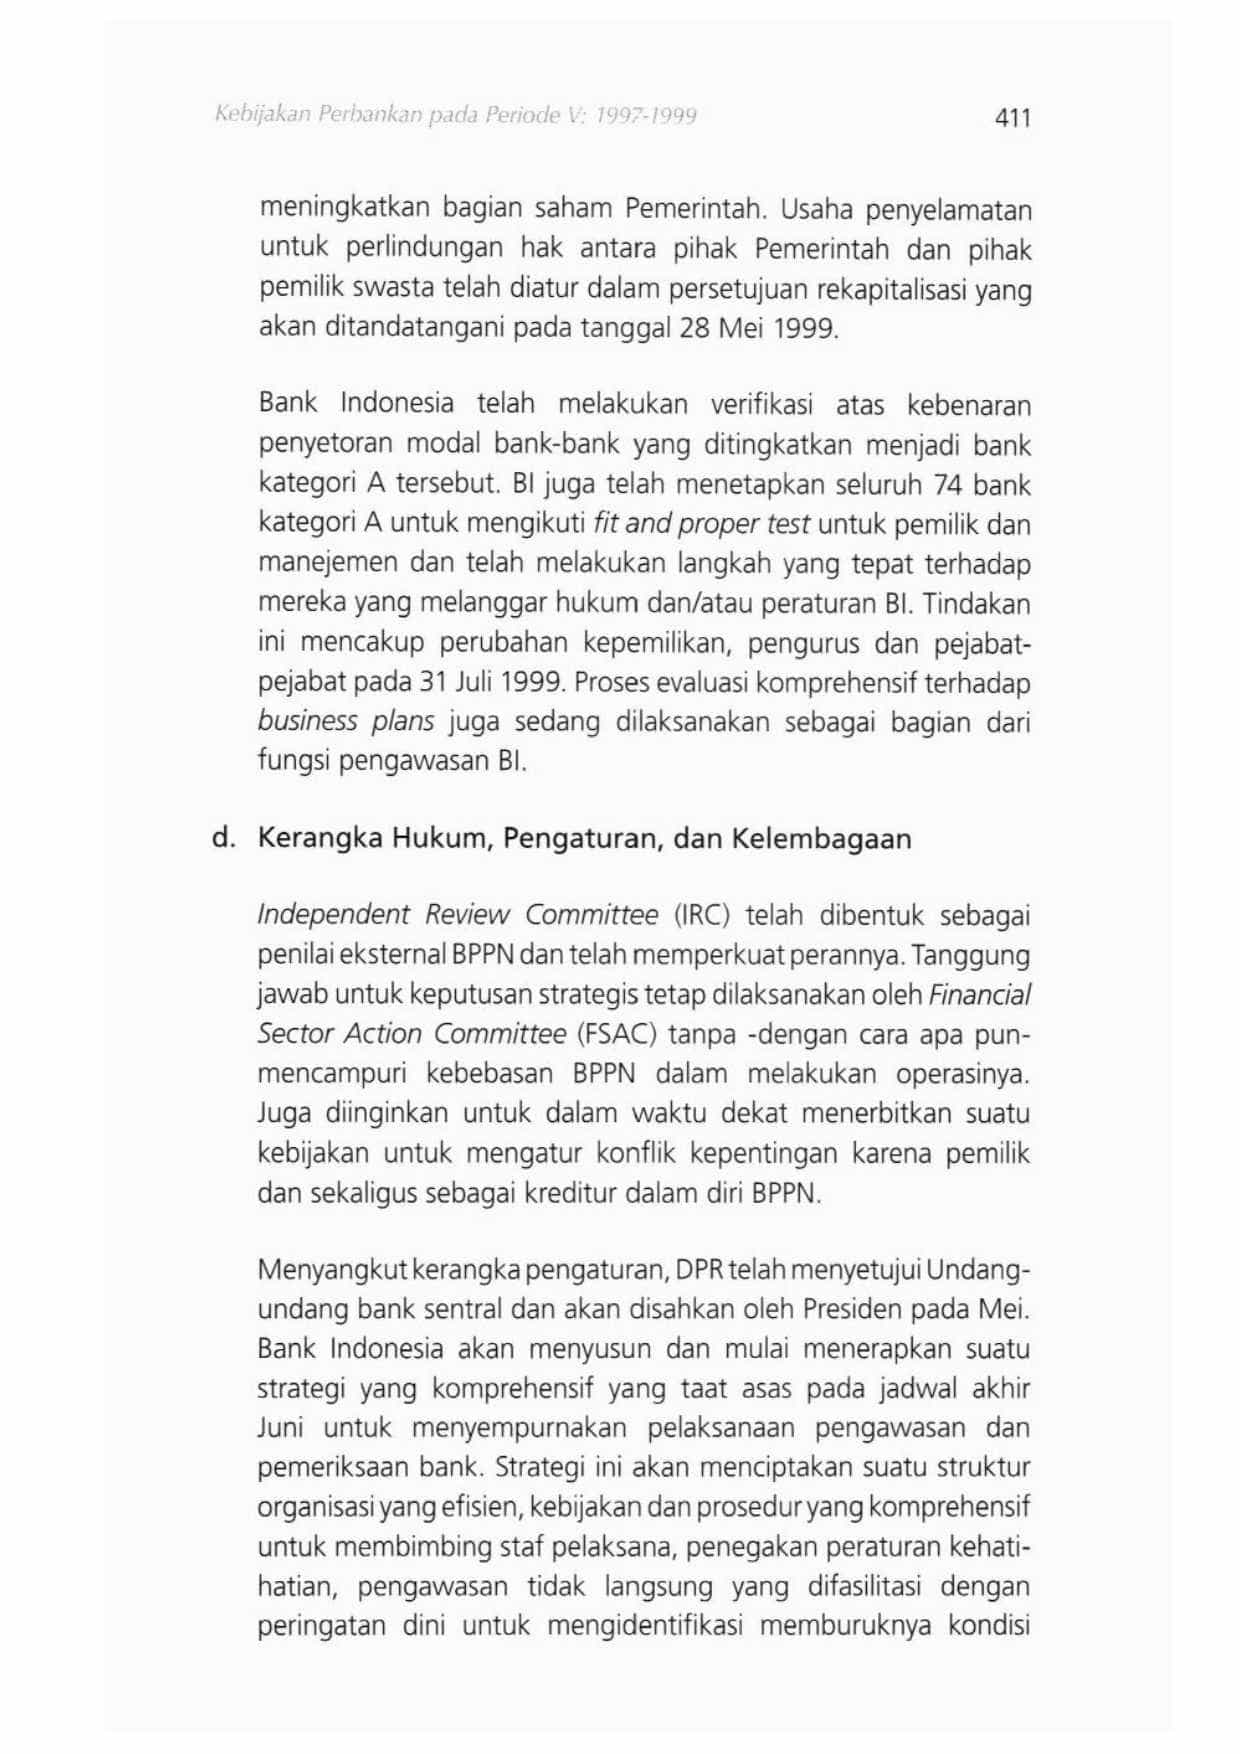 Kebijakan Perbankan pada Periode V: 1997-1999 411
meningkatkan bagian saham Pemerintah. Usaha penyelamatan
untuk perlindungan hak antara pihak Pemerintah dan pihak
pemilik swasta telah diatur dalam persetujuan rekapitalisasi yang
akan ditandatangani pada tanggal 28 Mei 1999.
Bank Indonesia telah melakukan verifikasi atas kebenaran
penyetoran modal bank-bank yang ditingkatkan menjadi bank
kategori A tersebut. BI juga telah menetapkan seluruh 74 bank
kategori A untuk mengikuti fit and proper test untuk pemilik dan
manejemen dan telah melakukan langkah yang tepat terhadap
mereka yang melanggar hukum dan/atau peraturan BI. Tindakan
ini mencakup perubahan kepemilikan, pengurus dan pejabat-
pejabat pada 31 Juli 1999. Proses evaluasi komprehensif terhadap
business plans juga sedang dilaksanakan sebagai bagian dari
fungsi pengawasan BI.
d. Kerangka Hukum, Pengaturan, dan Kelembagaan
Independent Review Committee (IRC) telah dibentuk sebagai
penilai eksternal BPPN dan telah memperkuat perannya. Tanggung
jawab untuk keputusan strategis tetap dilaksanakan oleh Financial
Sector Action Committee (FSAC) tanpa -dengan cara apa pun-
mencampuri kebebasan BPPN dalam melakukan operasinya.
Juga diinginkan untuk dalam waktu dekat menerbitkan suatu
kebijakan untuk mengatur konflik kepentingan karena pemilik
dan sekaligus sebagai kreditur dalam diri BPPN.
Menyangkut kerangka pengaturan, DPR telah menyetujui Undang-
undang bank sentral dan akan disahkan oleh Presiden pada Mei.
Bank Indonesia akan menyusun dan mulai menerapkan suatu
strategi yang komprehensif yang taat asas pada jadwal akhir
Juni untuk menyempurnakan pelaksanaan pengawasan dan
pemeriksaan bank. Strategi ini akan menciptakan suatu struktur
organisasi yang efisien, kebijakan dan prosedur yang komprehensif
untuk membimbing staf pelaksana, penegakan peraturan kehati-
hatian, pengawasan tidak langsung yang difasilitasi dengan
peringatan dini untuk mengidentifikasi memburuknya kondisi